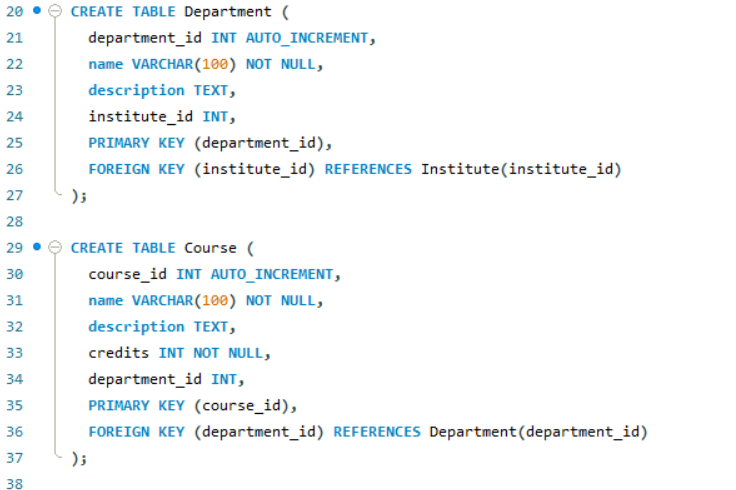 20 CREATE TABLE Department (
21 department_id INT AUTO_INCREMENT,
22 name VARCHAR(100) NOT NULL,
23 description TEXT,
24 institute_id INT,
25 PRIMARY KEY (department_id),
26 FOREIGN KEY (institute_id) REFERENCES Institute(institute_id)
27 );
28
29 CREATE TABLE Course (
30 course_id INT AUTO_INCREMENT,
31 name VARCHAR(100) NOT NULL,
32 description TEXT,
33 credits INT NOT NULL,
34 department_id INT,
35 PRIMARY KEY (course_id),
36 FOREIGN KEY (department_id) REFERENCES Department(department_id)
37 );
38